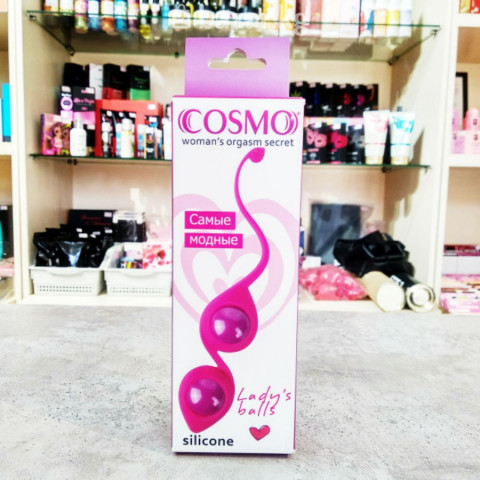 COSMO
woman's orgasm secret
Самые
модные
Lady's
balls
silicone